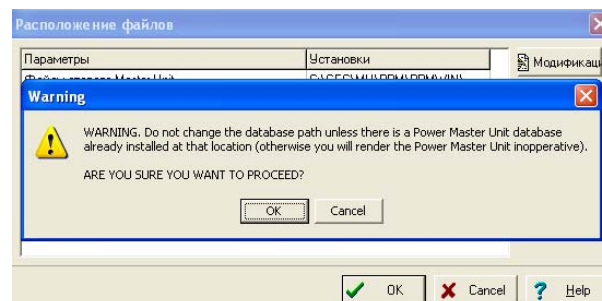 Расположение файлов
Параметры Установки
Модификаци
Warning
WARNING. Do not change the database path unless there is a Power Master Unit database
already installed at that location (otherwise you will render the Power Master Unit inoperative).
ARE YOU SURE YOU WANT TO PROCEED?
OK Cancel
OK Cancel Help